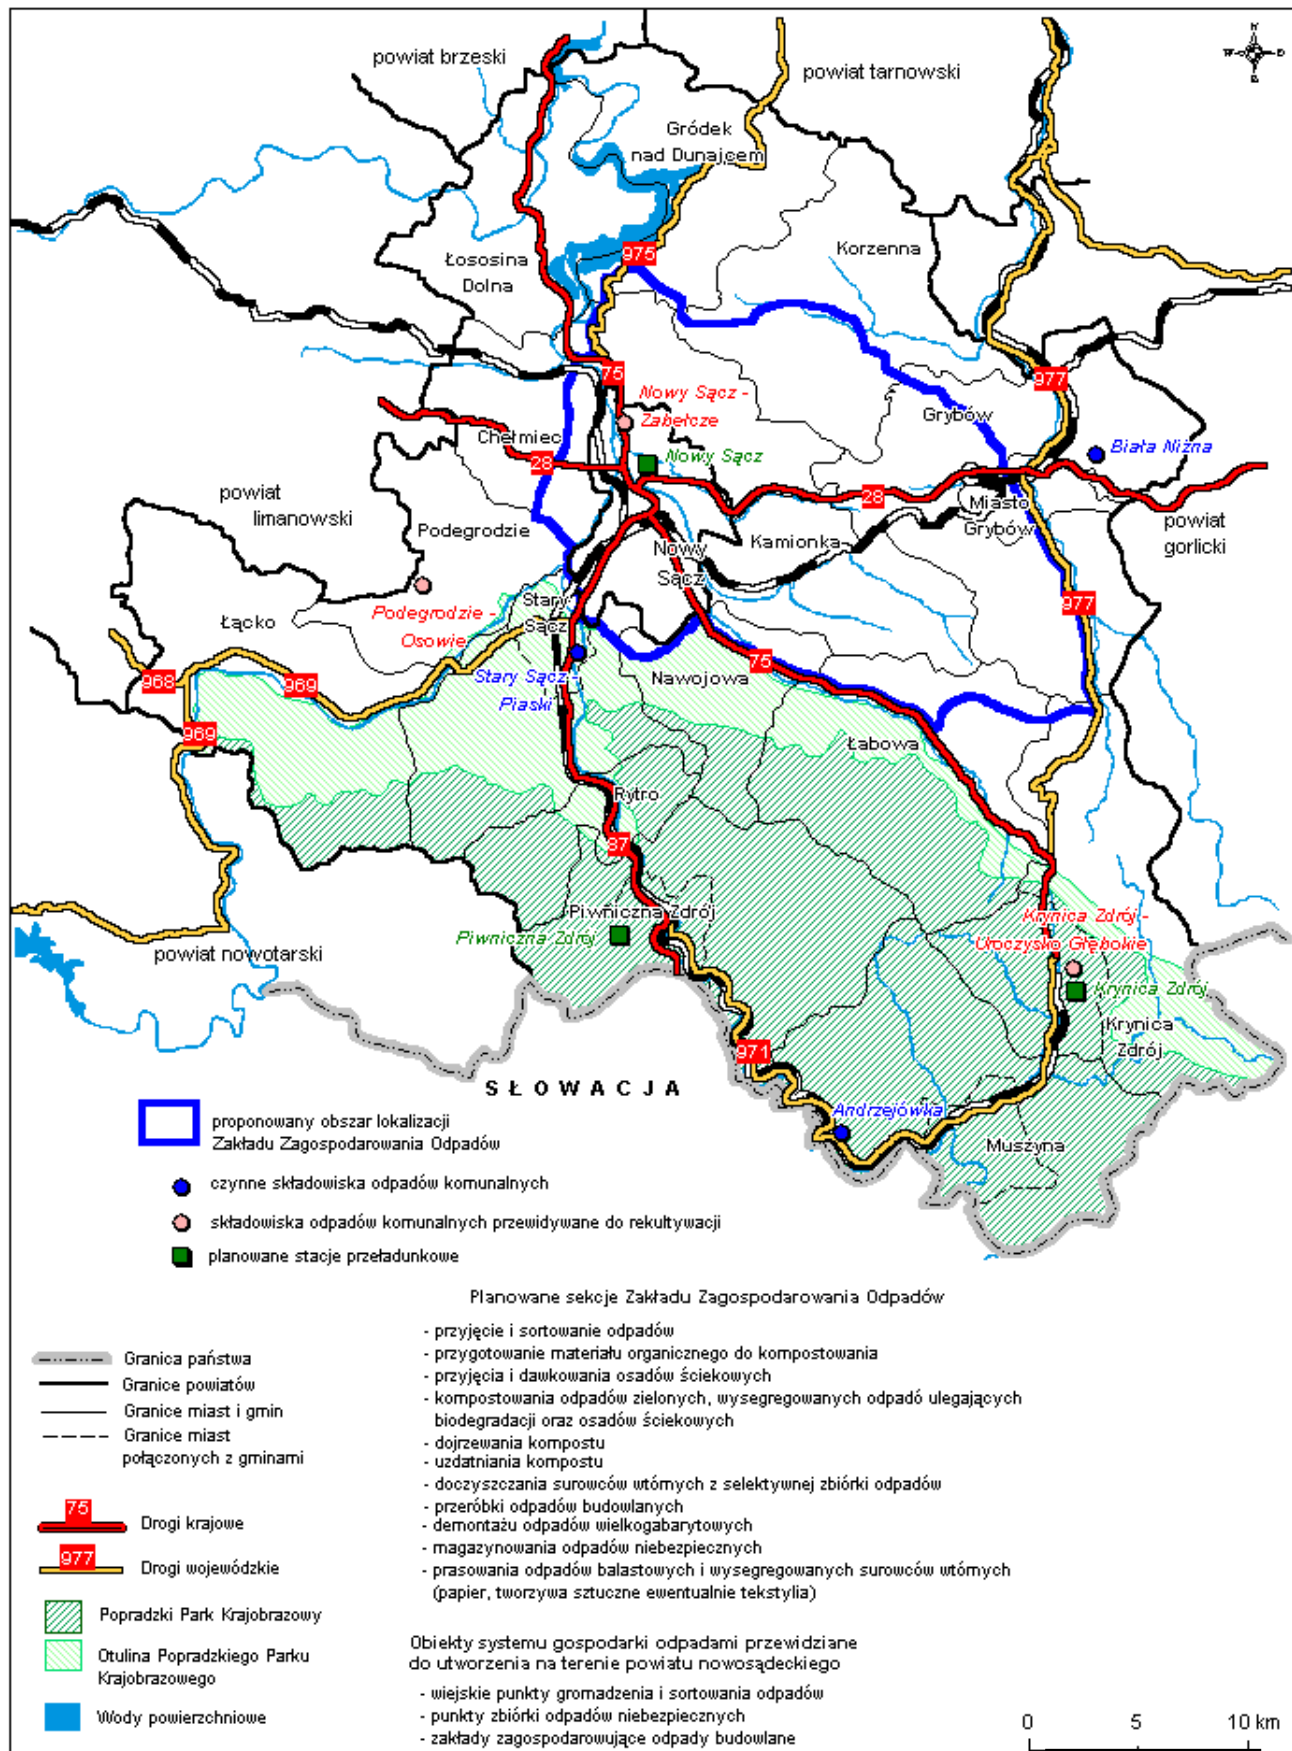 powiat brzeski
powiat tarnowski
N
W
Gródek
nad Dunajcem
975
Korzenna
Łososina
Dolna
75
977
Nowy Sącz -
Zabełcze
Grybów
Chełmiec
28
Nowy Sącz
Biała Niżna
28
powiat
limanowski
Podegrodzie
Miasto
Grybów
powiat
gorlicki
Kamionka
Nowy
Sącz
Podegrodzie -
Osowie
Stary
Sącz
977
Łącko
968
969
Stary Sącz -
Piaski
Nawojowa
75
969
Łabowa
Rytro
87
Piwniczna Zdrój
Piwniczna Zdrój
powiat nowotarski
Krynica Zdrój -
Uroczysko Głębokie
Krynica Zdrój
Krynica
Zdrój
971
SŁOWACJA
Andrzejówka
Muszyna
proponowany obszar lokalizacji
Zakładu Zagospodarowania Odpadów
czynne składowiska odpadów komunalnych
składowiska odpadów komunalnych przewidywane do rekultywacji
planowane stacje przeładunkowe
Planowane sekcje Zakładu Zagospodarowania Odpadów
- przyjęcie i sortowanie odpadów
- przygotowanie materiału organicznego do kompostowania
- przyjęcia i dawkowania osadów ściekowych
- kompostowania odpadów zielonych, wysegregowanych odpadó ulegających
biodegradacji oraz osadów ściekowych
- dojrzewania kompostu
- uzdatniania kompostu
- doczyszczania surowców wtórnych z selektywnej zbiórki odpadów
- przeróbki odpadów budowlanych
- demontażu odpadów wielkogabarytowych
- magazynowania odpadów niebezpiecznych
- prasowania odpadów balastowych i wysegregowanych surowców wtórnych
(papier, tworzywa sztuczne ewentualnie tekstylia)
Granica państwa
Granice powiatów
Granice miast i gmin
Granice miast
połączonych z gminami
75
Drogi krajowe
977
Drogi wojewódzkie
Popradzki Park Krajobrazowy
Otulina Popradzkiego Parku
Krajobrazowego
Wody powierzchniowe
Obiekty systemu gospodarki odpadami przewidziane
do utworzenia na terenie powiatu nowosądeckiego
- wiejskie punkty gromadzenia i sortowania odpadów
- punkty zbiórki odpadów niebezpiecznych
- zakłady zagospodarowujące odpady budowlane
0 5 10 km